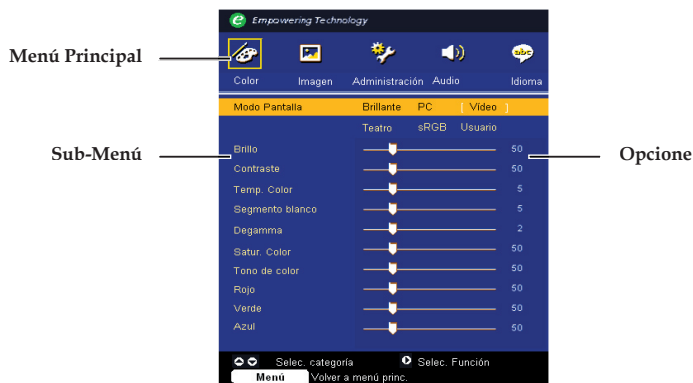 Empowering Technology
Menú Principal
Color Imagen Administración Audio Idioma
Modo Pantalla Brillante PC [ Vídeo ]
Teatro sRGB Usuario
Sub-Menú
Opcione
Brillo 50
Contraste 50
Temp. Color 5
Segmento blanco 5
Degamma 2
Satur. Color 50
Tono de color 50
Rojo 50
Verde 50
Azul 50
Selec. categoría Selec. Función
Menú Volver a menú princ.